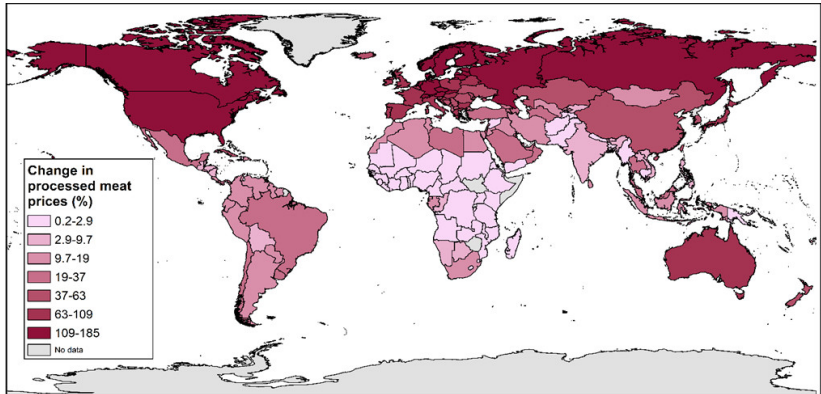 Change in
processed meat
prices (%)
0.2-2.9
2.9-9.7
9.7-19
19-37
37-63
63-109
109-185
No data